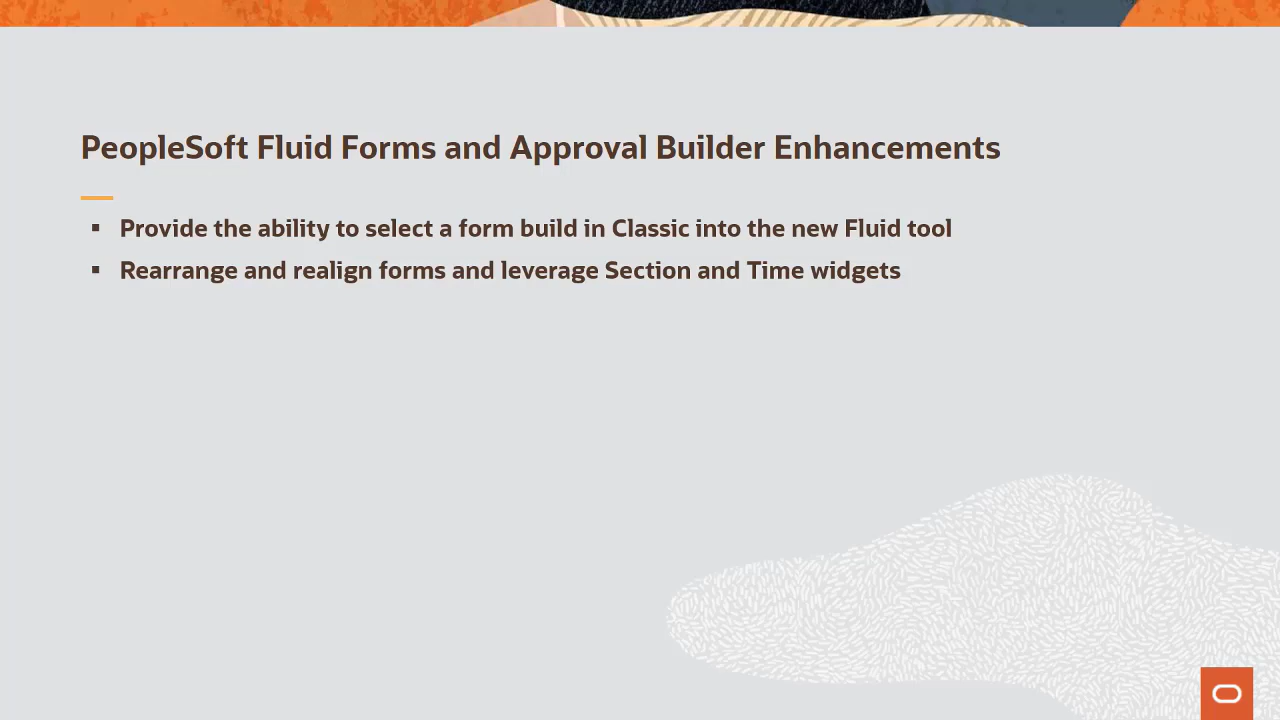 PeopleSoft Fluid Forms and Approval Builder Enhancements
▪ Provide the ability to select a form build in Classic into the new Fluid tool
▪ Rearrange and realign forms and leverage Section and Time widgets